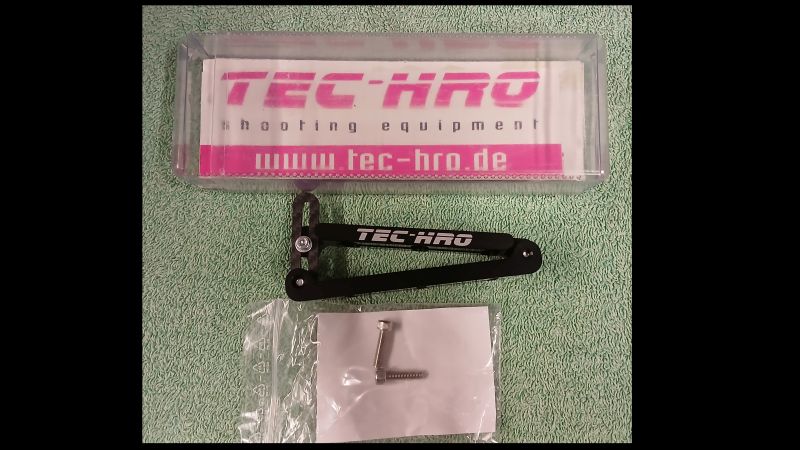 TEC-HRO
shooting equipment
www.tec-hro.de
TEC-HRO